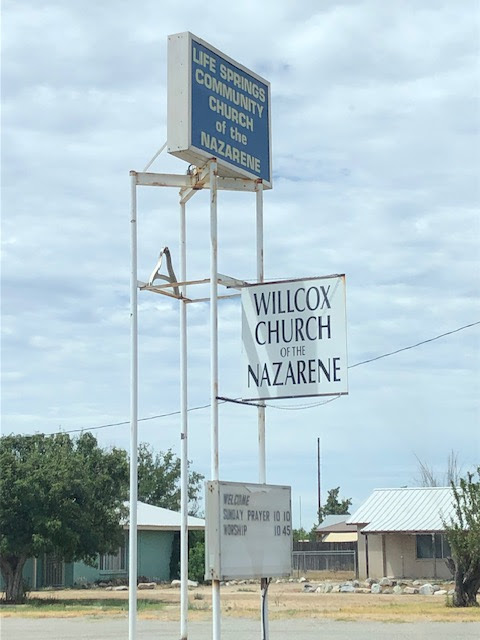 LIFE SPRINGS
COMMUNITY
CHURCH
of the
NAZARENE
WILLCOX
CHURCH
OF THE
NAZARENE
WELCOME
SUNDAY PRAYER 10 10
WORSHIP 10 45